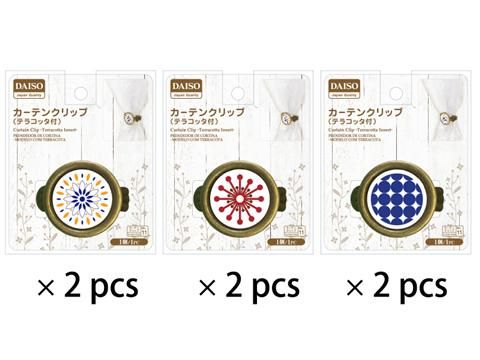 DAISO
Japan Quality
カーテンクリップ
（テラコッタ付）
Curtain Clip -Terracotta Insert-
PRENDEDOR DE CORTINA
-MODELO COM TERRACOTA
1個/1pc
× 2 pcs
DAISO
Japan Quality
カーテンクリップ
（テラコッタ付）
Curtain Clip -Terracotta Insert-
PRENDEDOR DE CORTINA
-MODELO COM TERRACOTA
1個/1pc
× 2 pcs
DAISO
Japan Quality
カーテンクリップ
（テラコッタ付）
Curtain Clip -Terracotta Insert-
PRENDEDOR DE CORTINA
-MODELO COM TERRACOTA
1個/1pc
× 2 pcs